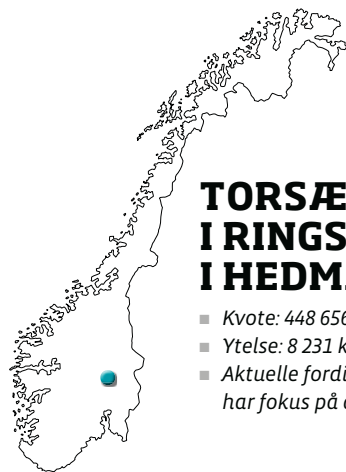 TORSÆ
I RINGS
I HEDM
Kvote: 448 656
Ytelse: 8 231 k
Aktuelle fordi
har fokus på